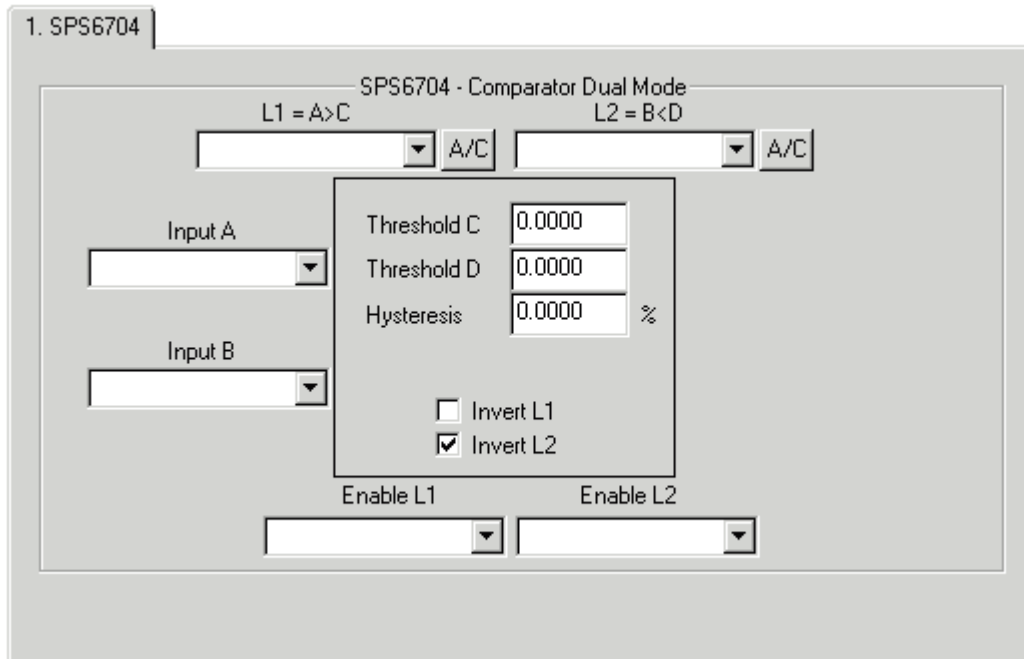 1. SPS6704
SPS6704 - Comparator Dual Mode
L1 = A>C
L2 = B<D
A/C
A/C
Input A
Threshold C
0.0000
Threshold D
0.0000
Hysteresis
0.0000
%
Input B
Invert L1
Invert L2
Enable L1
Enable L2